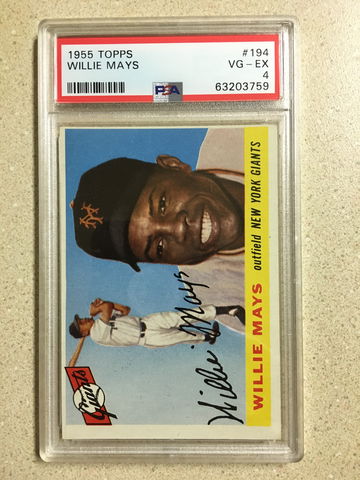 1955 TOPPS #194
WILLIE MAYS VG-EX
4
PSA 63203759
NY
WILLIE MAYS outfield NEW YORK GIANTS
Willie Mays
Giants